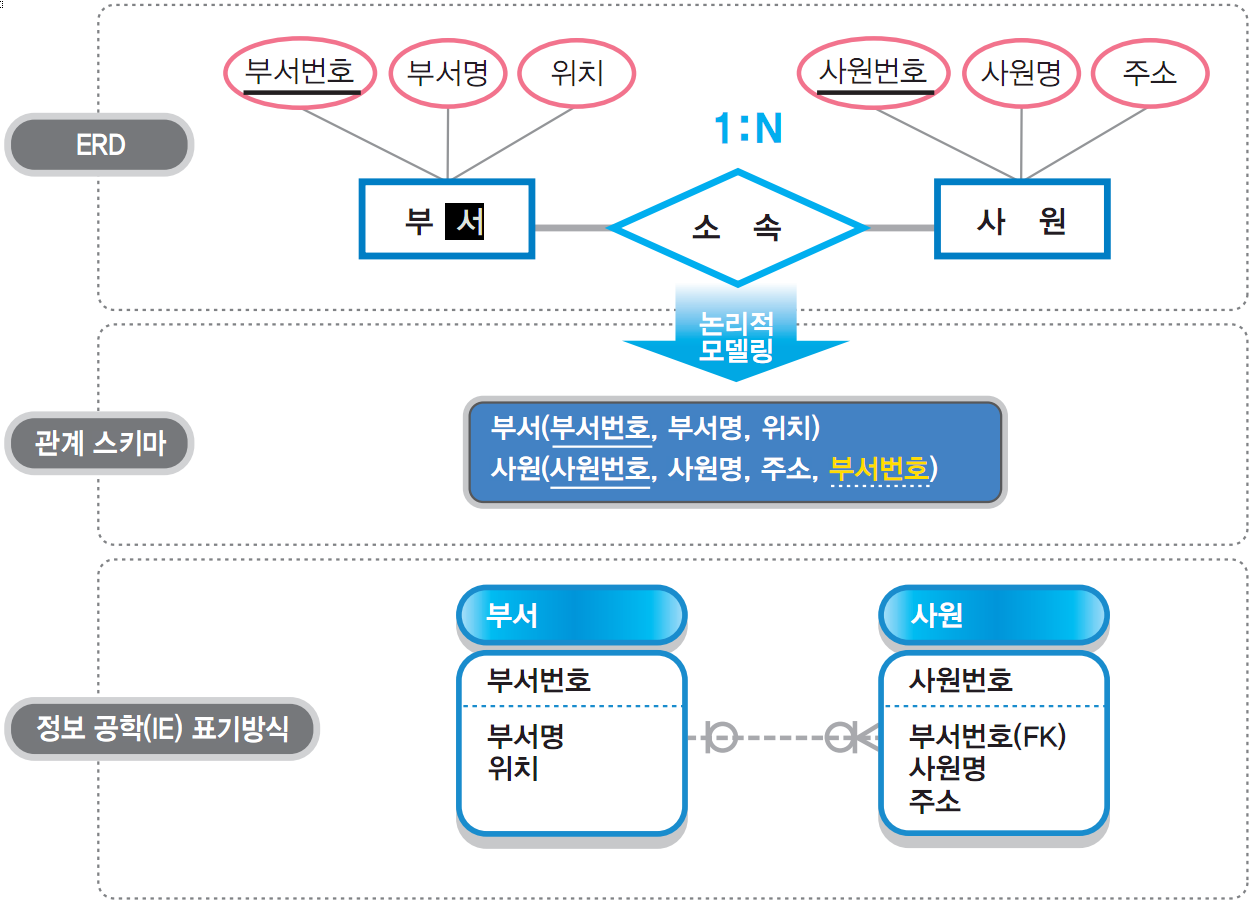 부서번호 부서명 위치 사원번호 사원명 주소
1:N
ERD
부 서 소 속 사 원
논리적
모델링
관계 스키마
부서(부서번호, 부서명, 위치)
사원(사원번호, 사원명, 주소, 부서번호)
정보 공학(IE) 표기방식
부서
부서번호
부서명
위치
사원
사원번호
부서번호(FK)
사원명
주소